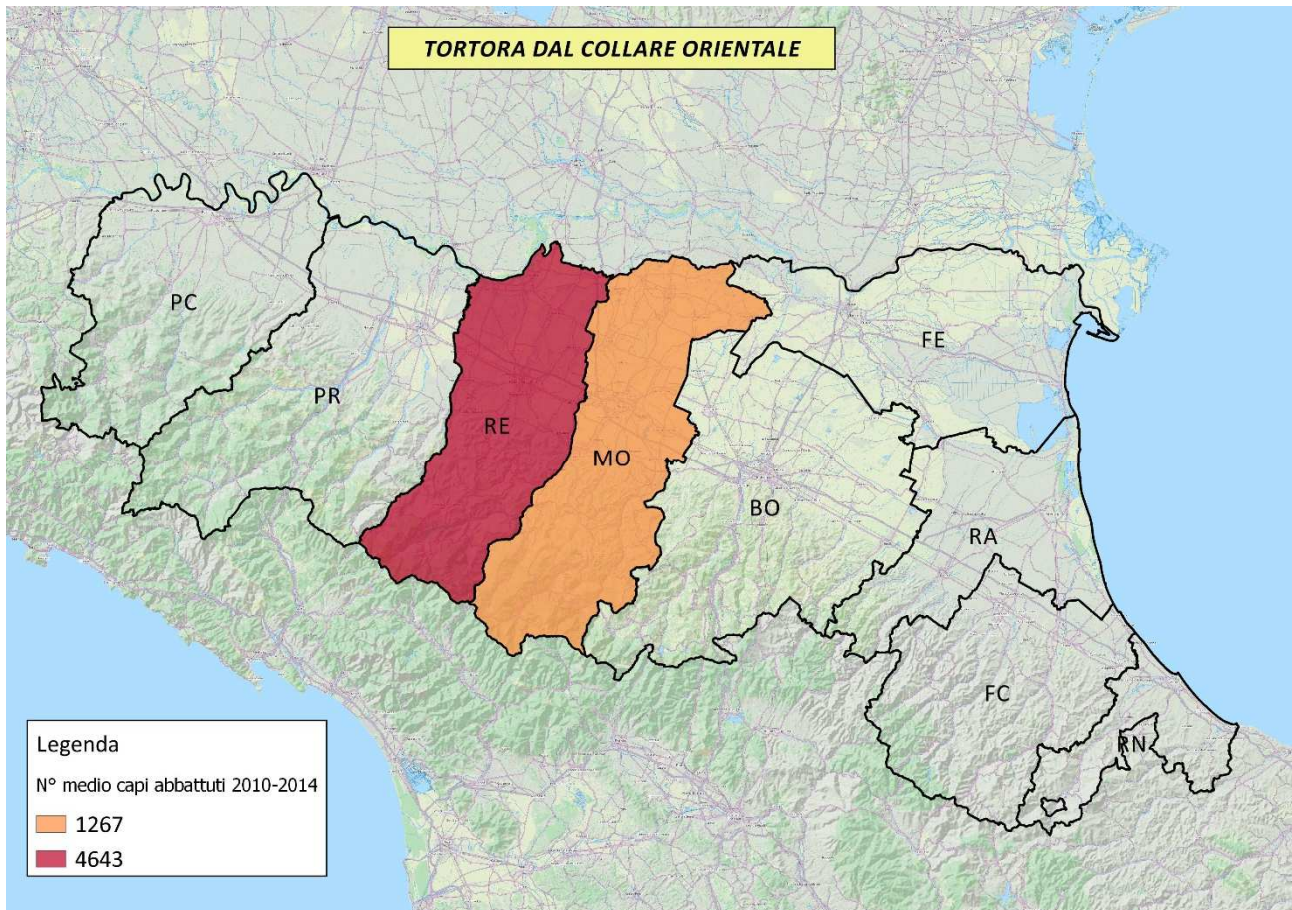 TORTORA DAL COLLARE ORIENTALE
PC
PR
RE
MO
BO
FE
RA
FC
RN
Legenda
N° medio capi abbattuti 2010-2014
1267
4643